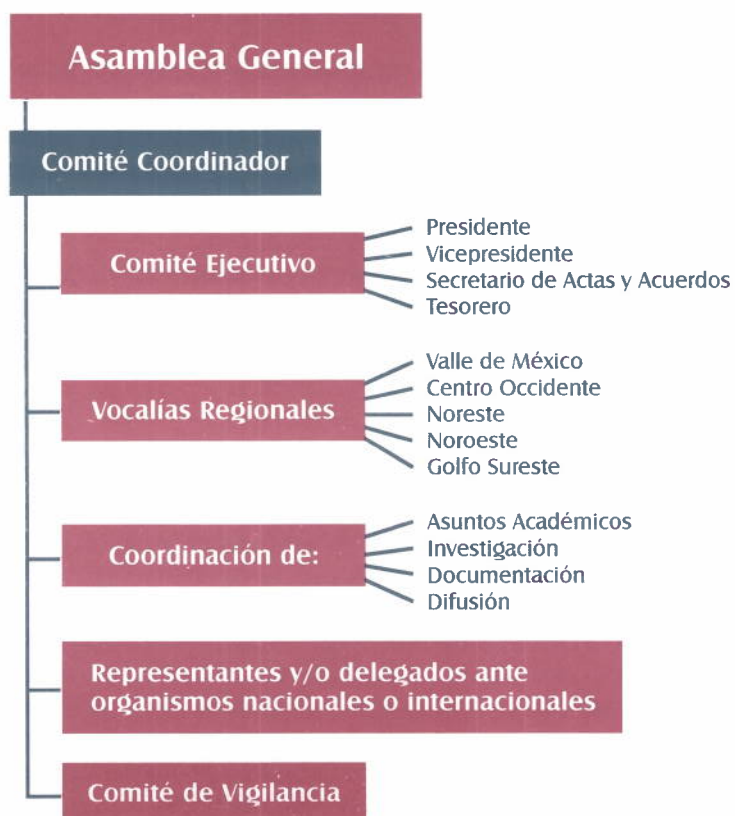 Asamblea General
Comité Coordinador
Comité Ejecutivo
Presidente
Vicepresidente
Secretario de Actas y Acuerdos
Tesorero
Vocalías Regionales
Valle de México
Centro Occidente
Noreste
Noroeste
Golfo Sureste
Coordinación de:
Asuntos Académicos
Investigación
Documentación
Difusión
Representantes y/o delegados ante
organismos nacionales o internacionales
Comité de Vigilancia